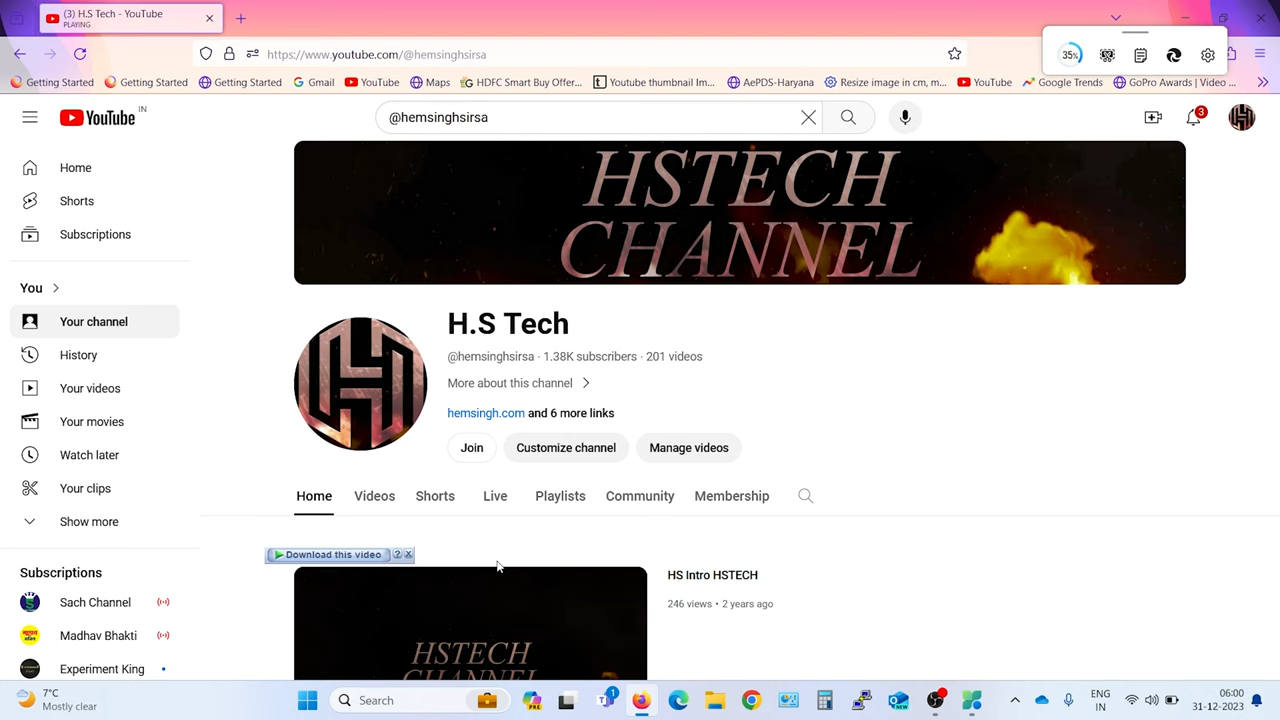 (3) H.S Tech - YouTube
PLAYING
https://www.youtube.com/@hemsinghsirsa
35%
Getting Started
Getting Started
Getting Started
Gmail
YouTube
Maps
HDFC Smart Buy Offer...
Youtube thumbnail Im...
AePDS-Haryana
Resize image in cm, m...
YouTube
Google Trends
GoPro Awards | Video ...
YouTube IN
@hemsinghsirsa
3
Home
Shorts
Subscriptions
You
Your channel
History
Your videos
Your movies
Watch later
Your clips
Show more
Subscriptions
Sach Channel
Madhav Bhakti
Experiment King
HSTECH
CHANNEL
H.S Tech
@hemsinghsirsa · 1.38K subscribers · 201 videos
More about this channel
hemsingh.com and 6 more links
Join
Customize channel
Manage videos
Home
Videos
Shorts
Live
Playlists
Community
Membership
Download this video
?
HSTECH
CHANNEL
HS Intro HSTECH
246 views • 2 years ago
7°C
Mostly clear
Search
PRE
1
NEW
ENG
IN
06:00
31-12-2023